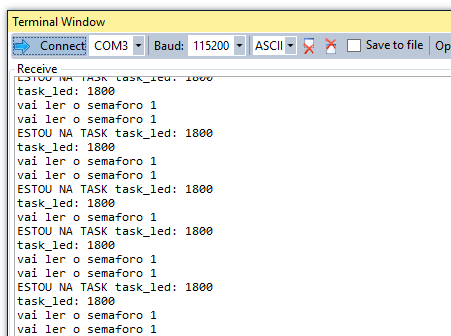 Terminal Window
Connect COM3 Baud: 115200 ASCII Save to file Op
Receive
ESTOU NA TASK task_led: 1800
task_led: 1800
vai ler o semaforo 1
vai ler o semaforo 1
ESTOU NA TASK task_led: 1800
task_led: 1800
vai ler o semaforo 1
vai ler o semaforo 1
ESTOU NA TASK task_led: 1800
task_led: 1800
vai ler o semaforo 1
ESTOU NA TASK task_led: 1800
task_led: 1800
vai ler o semaforo 1
vai ler o semaforo 1
ESTOU NA TASK task_led: 1800
task_led: 1800
vai ler o semaforo 1
vai ler o semaforo 1